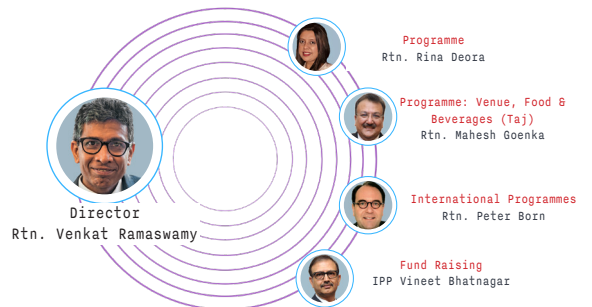 Programme
Rtn. Rina Deora
Programme: Venue, Food &
Beverages (Taj)
Rtn. Mahesh Goenka
Director
Rtn. Venkat Ramaswamy
International Programmes
Rtn. Peter Born
Fund Raising
IPP Vineet Bhatnagar